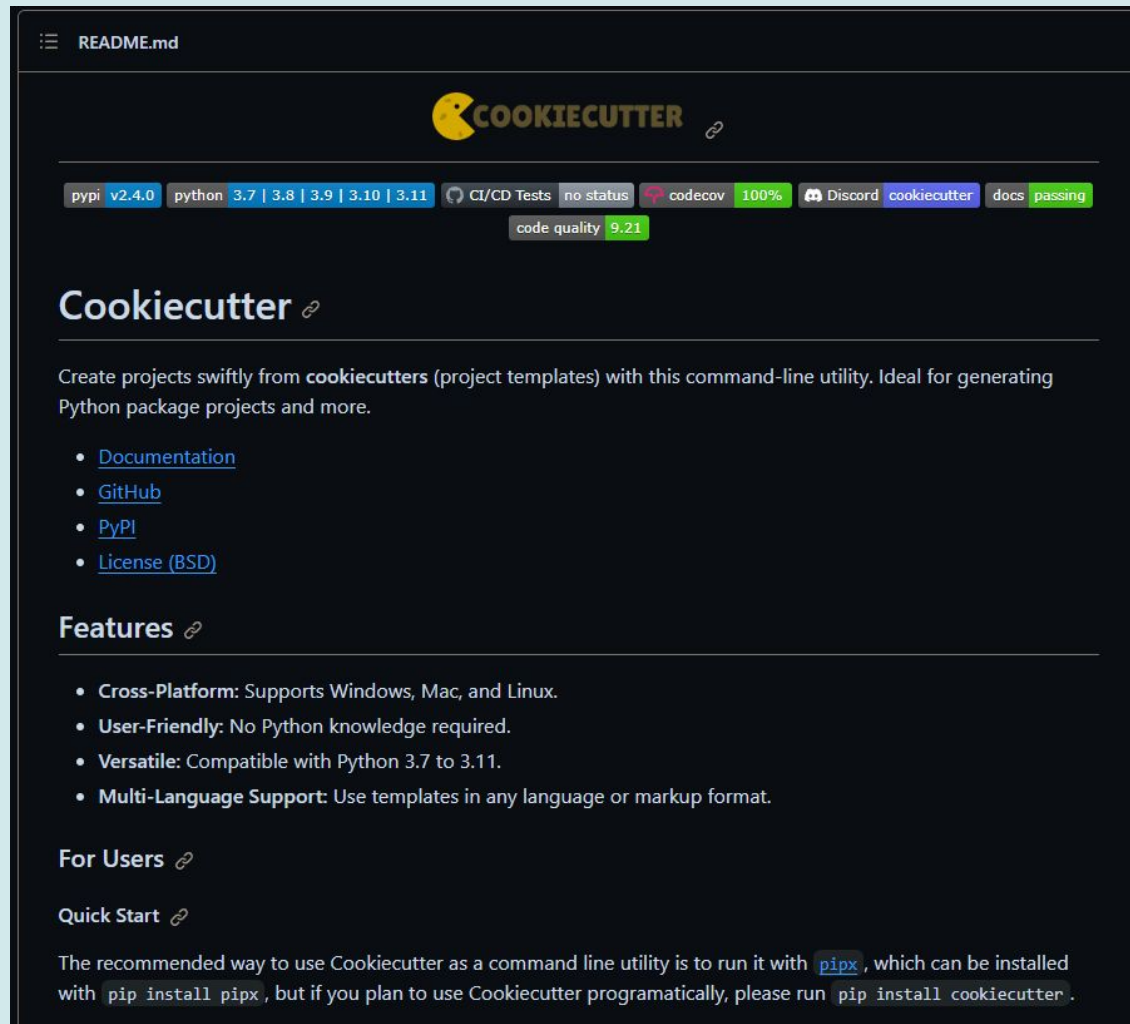 README.md
COOKIECUTTER
pypi v2.4.0 python 3.7 | 3.8 | 3.9 | 3.10 | 3.11 CI/CD Tests no status codecov 100% Discord cookiecutter docs passing
code quality 9.21
Cookiecutter
Create projects swiftly from cookiecutters (project templates) with this command-line utility. Ideal for generating
Python package projects and more.
Documentation
GitHub
PyPI
License (BSD)
Features
Cross-Platform: Supports Windows, Mac, and Linux.
User-Friendly: No Python knowledge required.
Versatile: Compatible with Python 3.7 to 3.11.
Multi-Language Support: Use templates in any language or markup format.
For Users
Quick Start
The recommended way to use Cookiecutter as a command line utility is to run it with pipx, which can be installed
with pip install pipx, but if you plan to use Cookiecutter programatically, please run pip install cookiecutter.